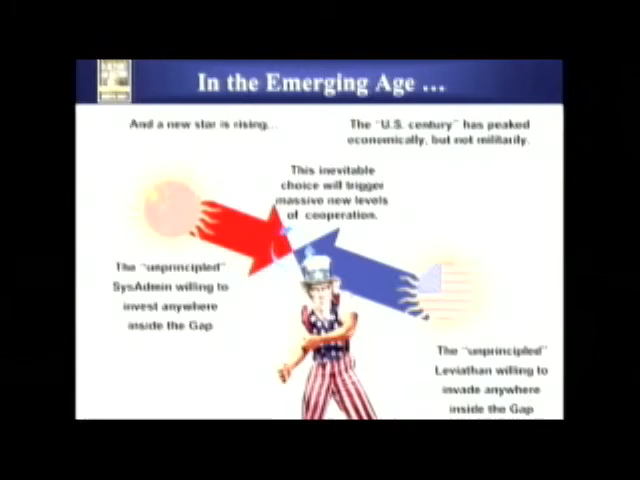 In the Emerging Age ...
And a new star is rising...
The "U.S. century" has peaked
economically, but not militarily.
This inevitable
choice will trigger
massive new levels
of cooperation.
The "unprincipled"
SysAdmin willing to
invest anywhere
inside the Gap
The "unprincipled"
Leviathan willing to
invade anywhere
inside the Gap